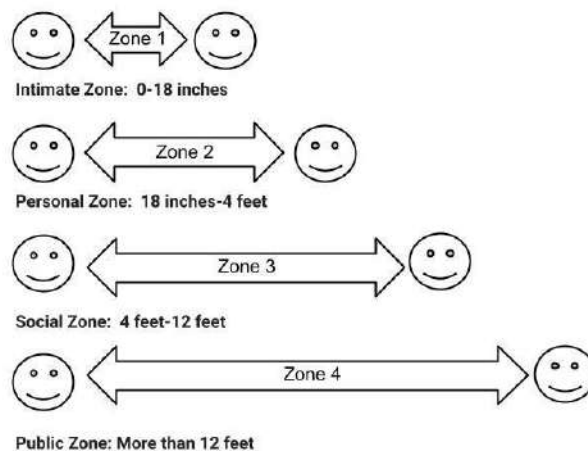 Zone 1
Intimate Zone: 0-18 inches
Zone 2
Personal Zone: 18 inches-4 feet
Zone 3
Social Zone: 4 feet-12 feet
Zone 4
Public Zone: More than 12 feet